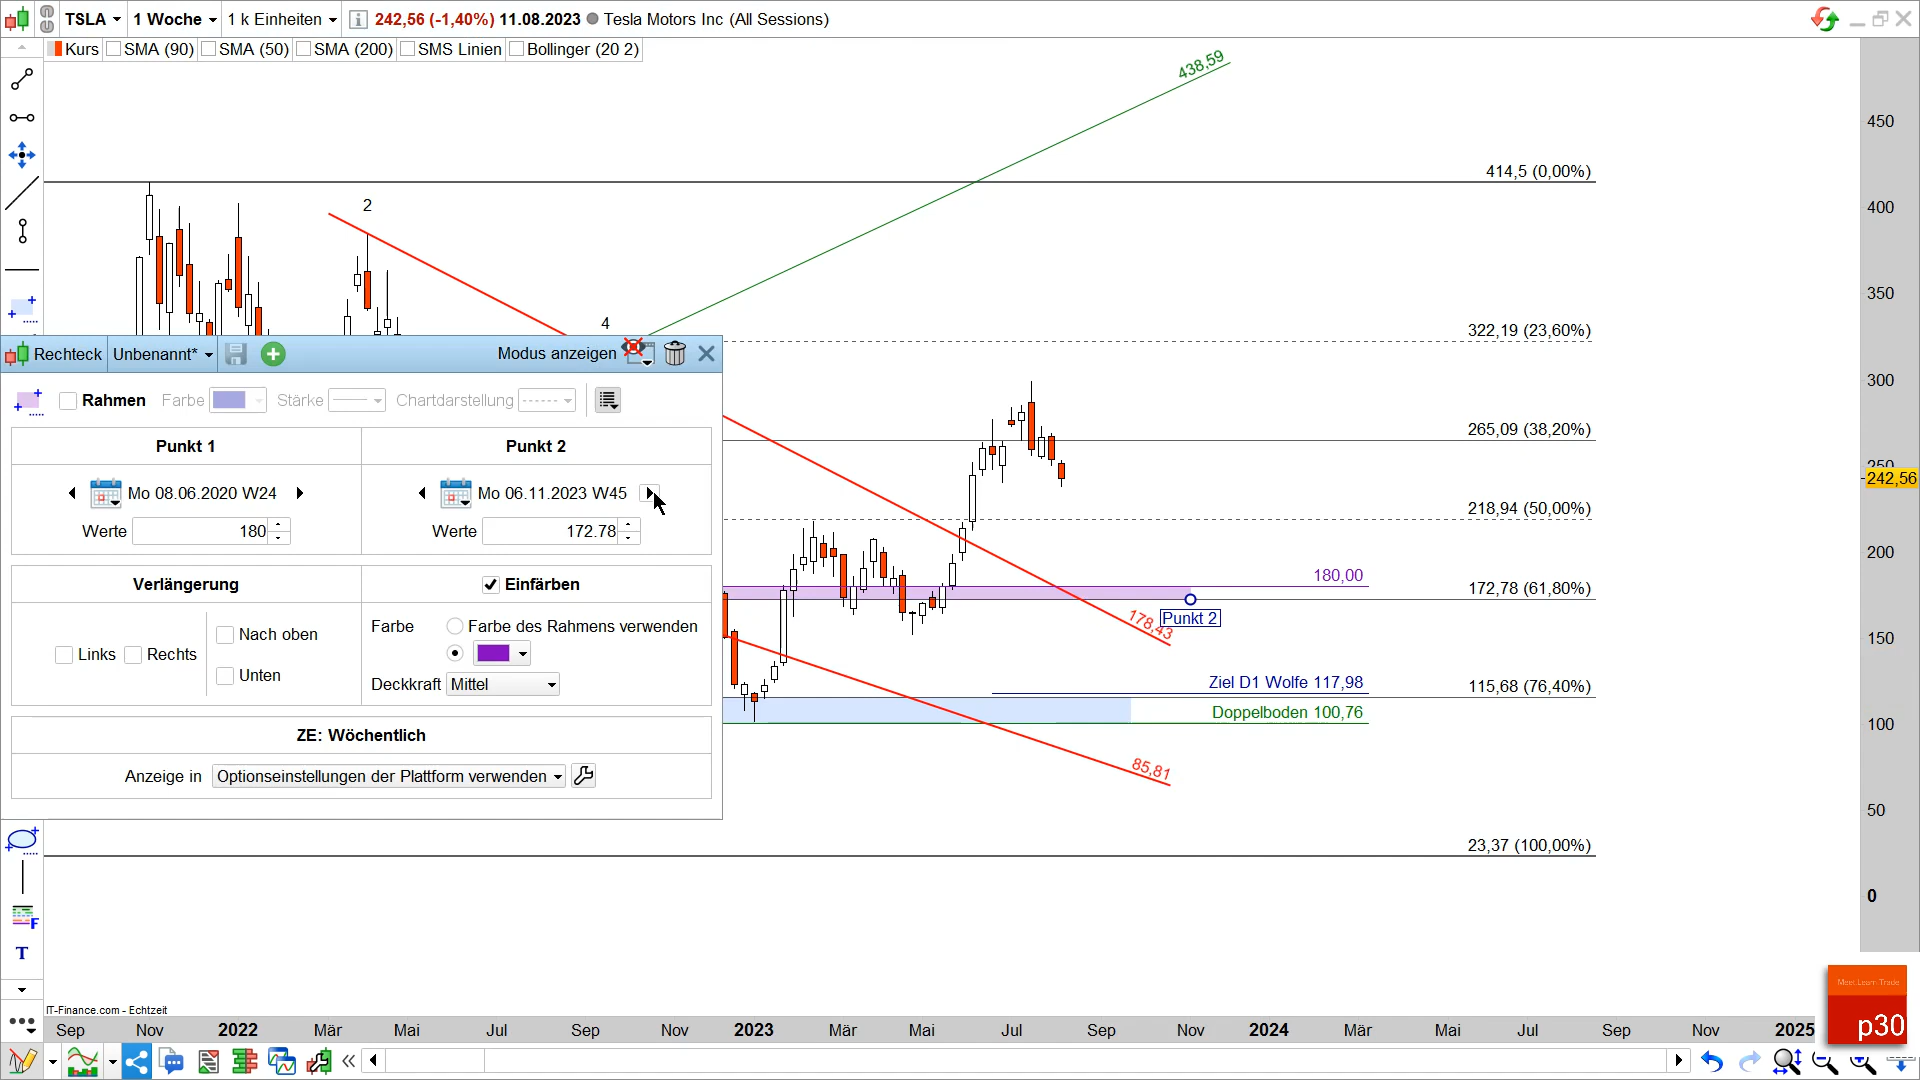 TSLA 1 Woche 1 k Einheiten 242,56 (-1,40%) 11.08.2023 Tesla Motors Inc (All Sessions)
Kurs SMA (90) SMA (50) SMA (200) SMS Linien Bollinger (20 2)
438,59
450
414,5 (0,00%)
2
400
350
4
322,19 (23,60%)
Rechteck Unbenannt* Modus anzeigen
300
Rahmen Farbe Stärke Chartdarstellung
265,09 (38,20%)
Punkt 1 Punkt 2
250
242,56
Mo 08.06.2020 W24 Mo 06.11.2023 W45
218,94 (50,00%)
Werte 180 Werte 172.78
200
180,00
172,78 (61,80%)
Verlängerung Einfärben
178,43
Punkt 2
Farbe Farbe des Rahmens verwenden
Nach oben
150
Links Rechts
Unten
Deckkraft Mittel
Ziel D1 Wolfe 117,98
115,68 (76,40%)
Doppelboden 100,76
100
ZE: Wöchentlich
85,81
Anzeige in Optionseinstellungen der Plattform verwenden
50
23,37 (100,00%)
0
F
T
Meet Learn Trade
p30
IT-Finance.com - Echtzeit
Sep Nov 2022 Mär Mai Jul Sep Nov 2023 Mär Mai Jul Sep Nov 2024 Mär Mai Jul Sep Nov 2025